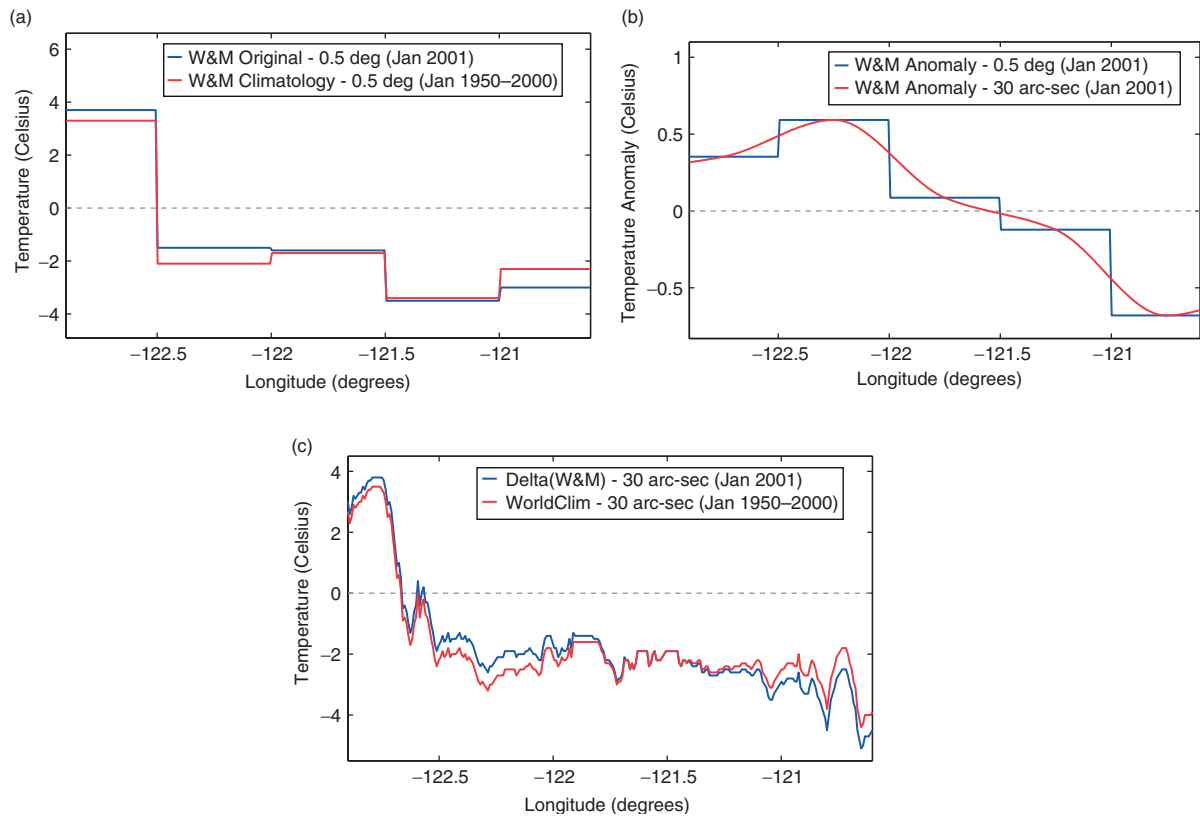 (a)
6
4
2
0
−2
−4
Temperature (Celsius)
W&M Original - 0.5 deg (Jan 2001)
W&M Climatology - 0.5 deg (Jan 1950–2000)
−122.5
−122
−121.5
−121
Longitude (degrees)
(b)
1
0.5
0
−0.5
Temperature Anomaly (Celsius)
W&M Anomaly - 0.5 deg (Jan 2001)
W&M Anomaly - 30 arc-sec (Jan 2001)
−122.5
−122
−121.5
−121
Longitude (degrees)
(c)
4
2
0
−2
−4
Temperature (Celsius)
Delta(W&M) - 30 arc-sec (Jan 2001)
WorldClim - 30 arc-sec (Jan 1950–2000)
−122.5
−122
−121.5
−121
Longitude (degrees)